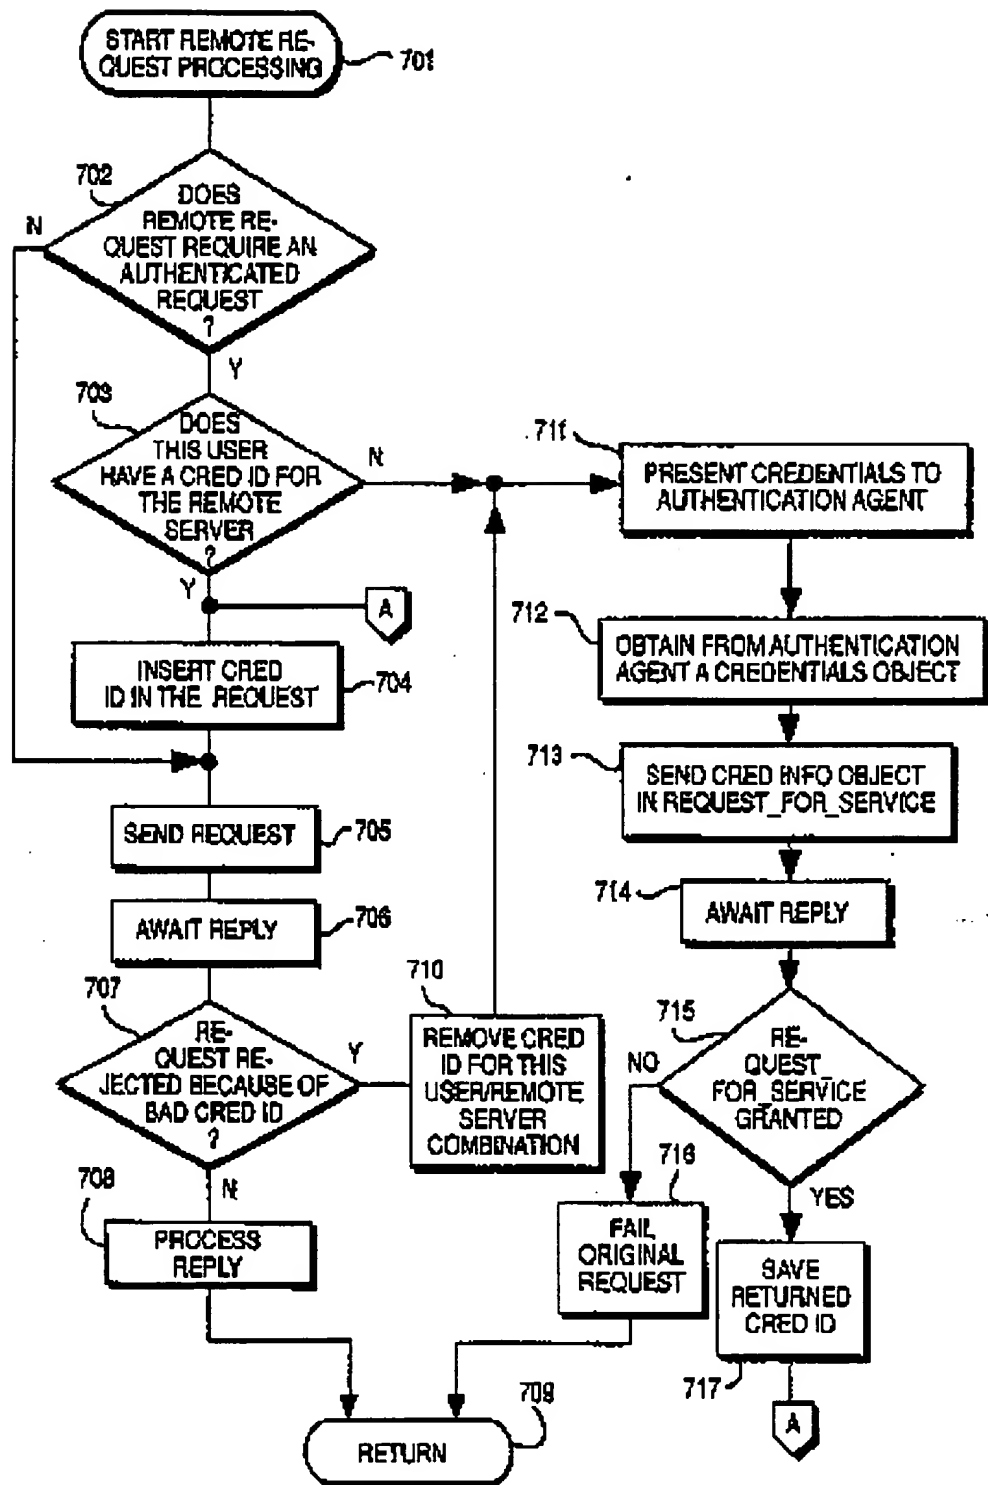 START REMOTE RE-
QUEST PROCESSING
701
702
DOES
REMOTE RE-
QUEST REQUIRE AN
AUTHENTICATED
REQUEST
?
N
Y
703
DOES
THIS USER
HAVE A CRED ID FOR
THE REMOTE
SERVER
?
N
Y
A
INSERT CRED
ID IN THE REQUEST
704
SEND REQUEST
705
AWAIT REPLY
706
707
RE-
QUEST RE-
JECTED BECAUSE OF
BAD CRED ID
?
Y
N
708
PROCESS
REPLY
710
REMOVE CRED
ID FOR THIS
USER/REMOTE
SERVER
COMBINATION
711
PRESENT CREDENTIALS TO
AUTHENTICATION AGENT
712
OBTAIN FROM AUTHENTICATION
AGENT A CREDENTIALS OBJECT
713
SEND CRED INFO OBJECT
IN REQUEST_FOR_SERVICE
714
AWAIT REPLY
715
RE-
QUEST_
FOR_SERVICE
GRANTED
NO
YES
716
FAIL
ORIGINAL
REQUEST
SAVE
RETURNED
CRED ID
717
A
709
RETURN